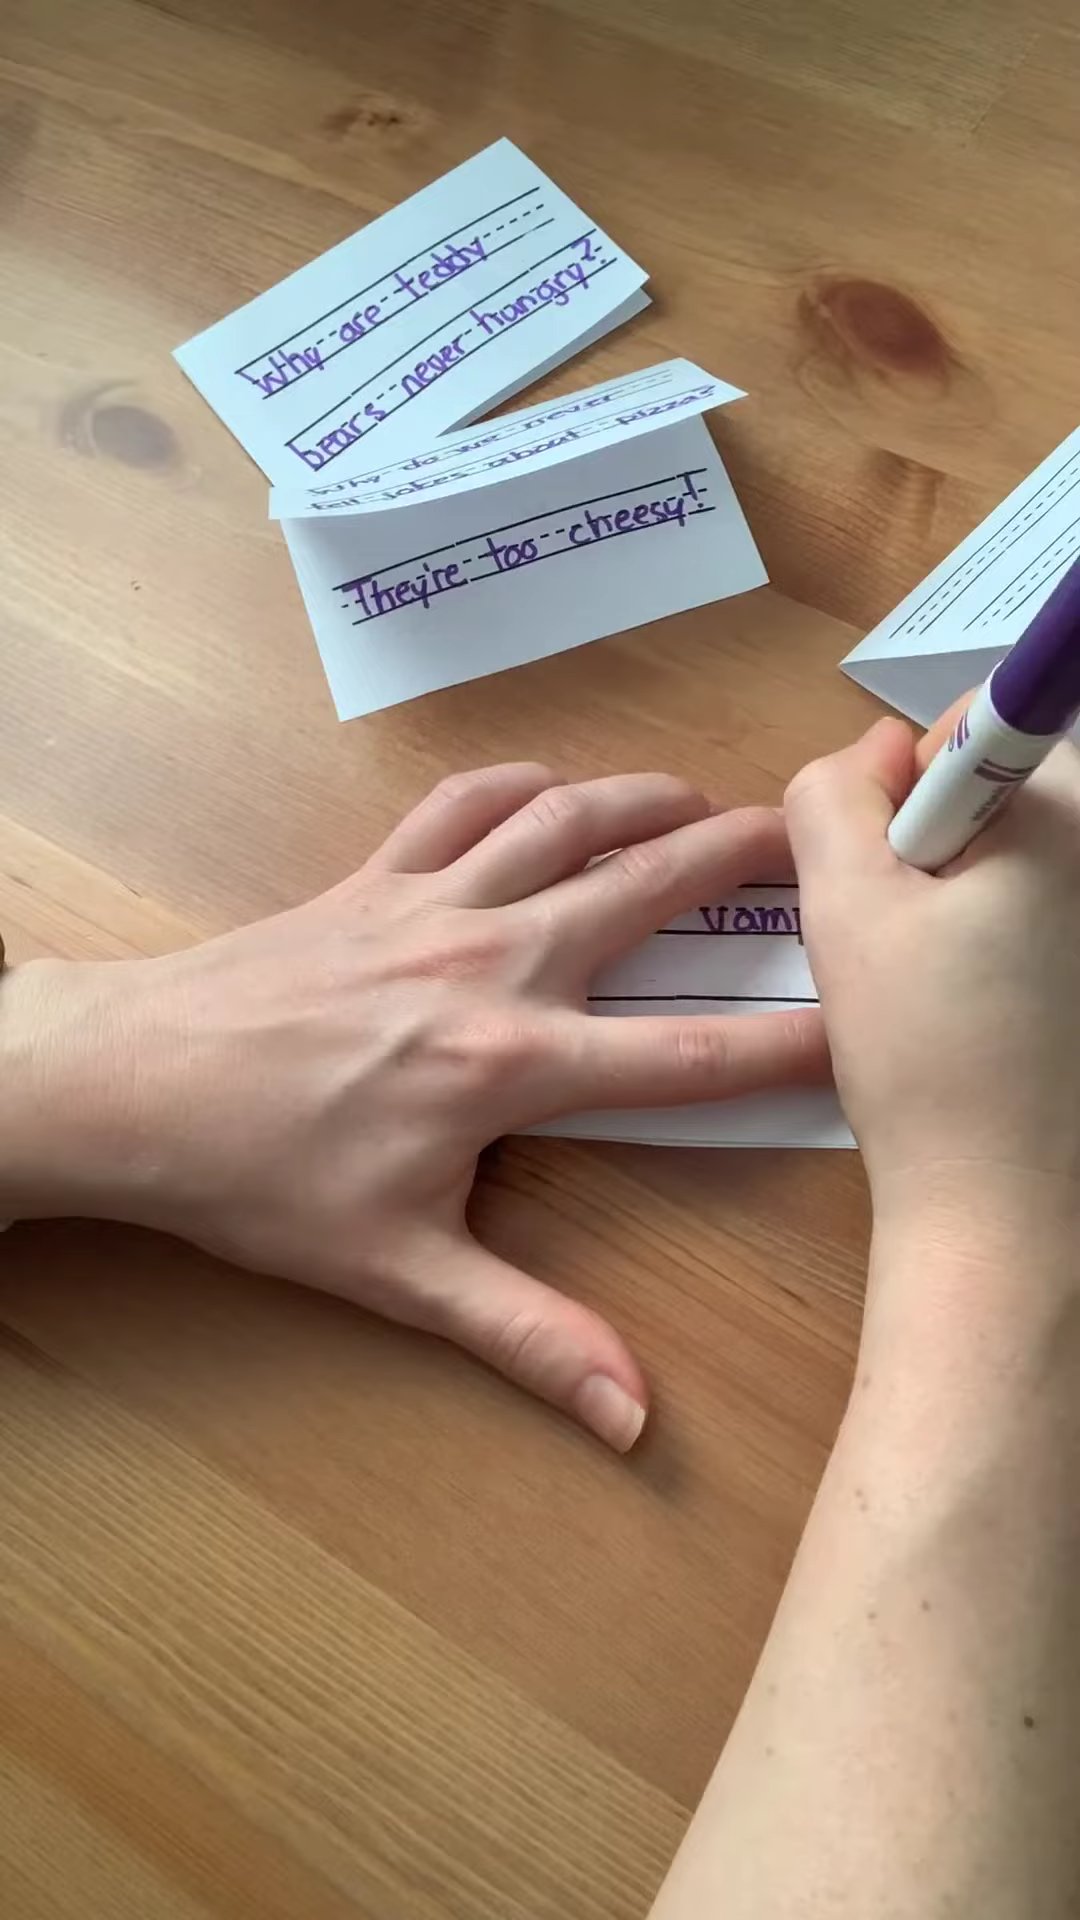 Why are teddy
bears never hungry?
Why do we never
tell jokes about pizza?
They're too cheesy!
vam